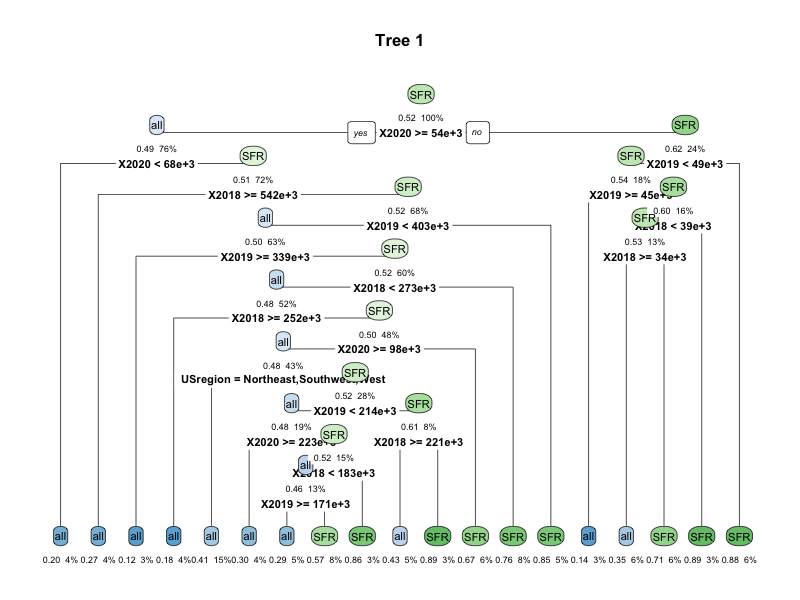 Tree 1
SFR
0.52 100%
yes X2020 >= 54e+3 no
all SFR
0.49 76% 0.62 24%
X2020 < 68e+3 X2019 < 49e+3
SFR SFR
0.51 72% 0.54 18%
X2018 >= 542e+3 X2019 >= 45e+3
SFR SFR
0.52 68% 0.60 16%
X2019 < 403e+3 X2018 < 39e+3
all SFR
0.50 63% 0.53 13%
X2019 >= 339e+3 X2018 >= 34e+3
SFR
0.52 60%
X2018 < 273e+3
all
0.48 52%
X2018 >= 252e+3
SFR
0.50 48%
X2020 >= 98e+3
all
0.48 43%
USregion = Northeast,Southwest,West
SFR
0.52 28%
X2019 < 214e+3
all SFR
0.48 19% 0.61 8%
X2020 >= 223e+3 X2018 >= 221e+3
SFR
0.52 15%
X2018 < 183e+3
all
0.46 13%
X2019 >= 171e+3
all all all all all all all SFR SFR all SFR SFR SFR SFR all all SFR SFR SFR
0.20 4% 0.27 4% 0.12 3% 0.18 4% 0.41 15% 0.30 4% 0.29 5% 0.57 8% 0.86 3% 0.43 5% 0.89 3% 0.67 6% 0.87 8% 0.85 5% 0.14 3% 0.35 6% 0.71 6% 0.89 3% 0.88 6%